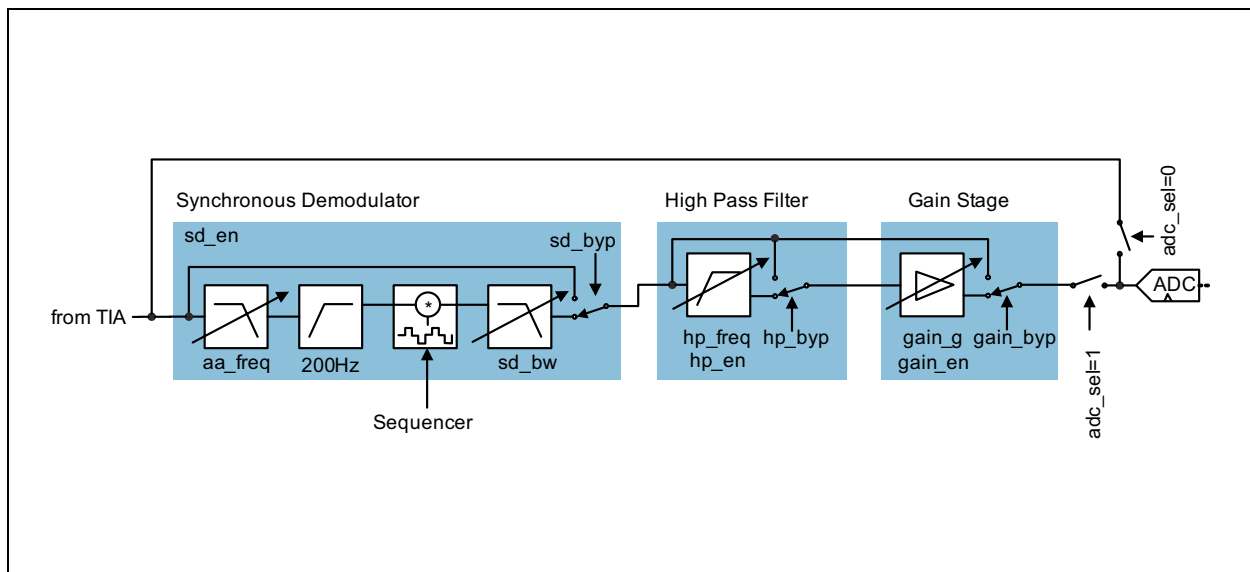 Synchronous Demodulator
High Pass Filter
Gain Stage
adc_sel=0
sd_en
sd_byp
ADC
from TIA
*
aa_freq
200Hz
sd_bw
hp_freq
hp_en
hp_byp
gain_g
gain_en
gain_byp
Sequencer
adc_sel=1